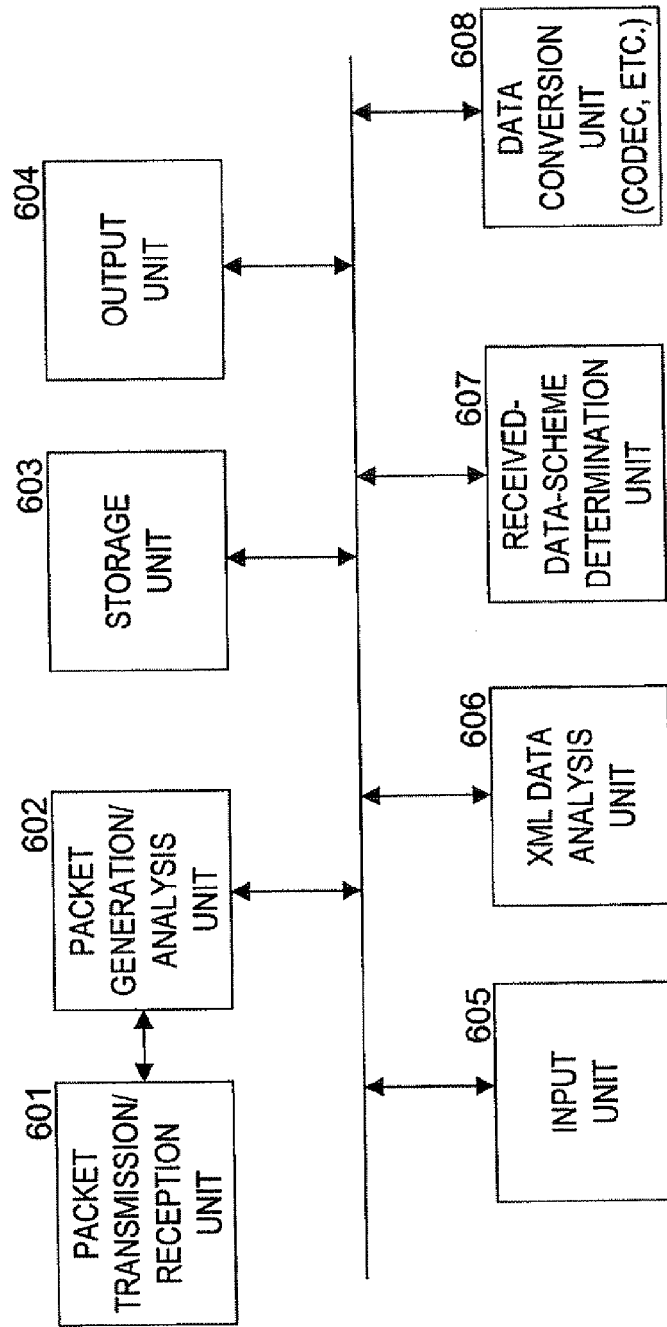 601
PACKET
TRANSMISSION/
RECEPTION
UNIT
602
PACKET
GENERATION/
ANALYSIS
UNIT
603
STORAGE
UNIT
604
OUTPUT
UNIT
605
INPUT
UNIT
606
XML DATA
ANALYSIS
UNIT
607
RECEIVED-
DATA-SCHEME
DETERMINATION
UNIT
608
DATA
CONVERSION
UNIT
(CODEC, ETC.)